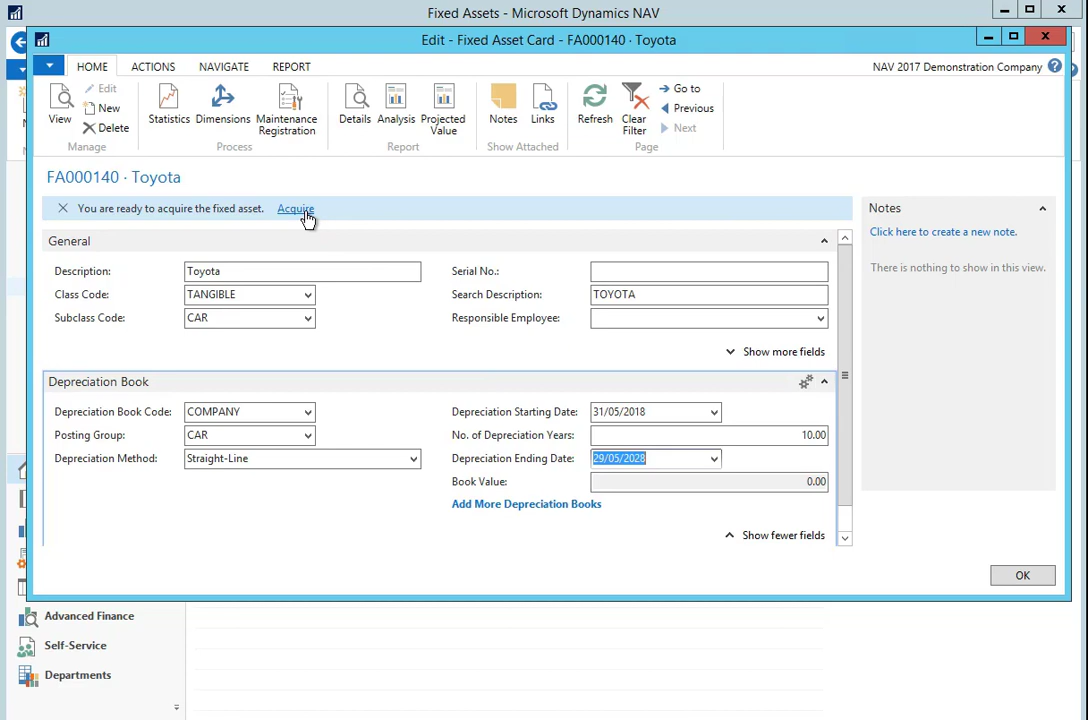 Fixed Assets - Microsoft Dynamics NAV
Edit - Fixed Asset Card - FA000140 · Toyota
HOME ACTIONS NAVIGATE REPORT
NAV 2017 Demonstration Company
View
Edit
New
Delete
Manage
Statistics
Dimensions
Maintenance
Registration
Process
Details
Analysis
Projected
Value
Report
Notes
Links
Show Attached
Refresh
Clear
Filter
Go to
Previous
Next
Page
FA000140 · Toyota
You are ready to acquire the fixed asset. Acquire
General
Description: Toyota
Class Code: TANGIBLE
Subclass Code: CAR
Serial No.:
Search Description: TOYOTA
Responsible Employee:
Show more fields
Depreciation Book
Depreciation Book Code: COMPANY
Posting Group: CAR
Depreciation Method: Straight-Line
Depreciation Starting Date: 31/05/2018
No. of Depreciation Years: 10.00
Depreciation Ending Date: 29/05/2028
Book Value: 0.00
Add More Depreciation Books
Show fewer fields
Notes
Click here to create a new note.
There is nothing to show in this view.
OK
Advanced Finance
Self-Service
Departments